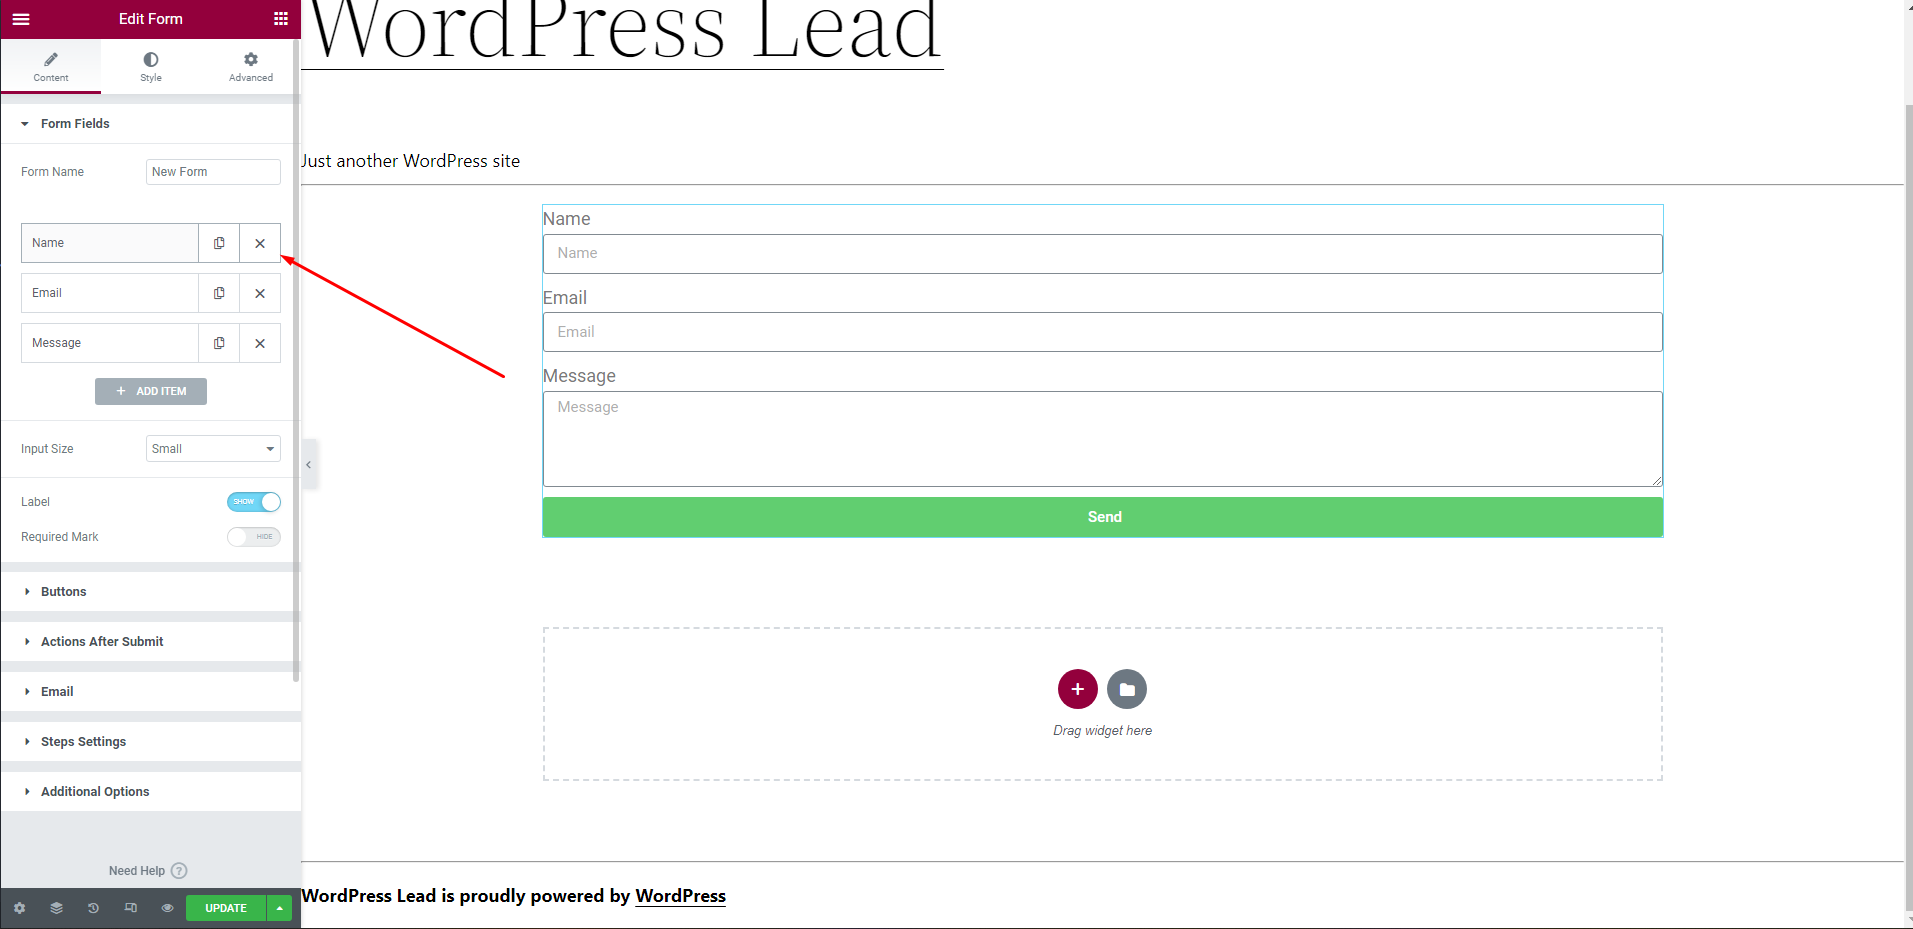 Edit Form
Content
Style
Advanced
Form Fields
Form Name
New Form
Name
Email
Message
+ ADD ITEM
Input Size
Small
Label
SHOW
Required Mark
HIDE
Buttons
Actions After Submit
Email
Steps Settings
Additional Options
Need Help ?
UPDATE
WordPress Lead
Just another WordPress site
Name
Name
Email
Email
Message
Message
Send
Drag widget here
WordPress Lead is proudly powered by WordPress